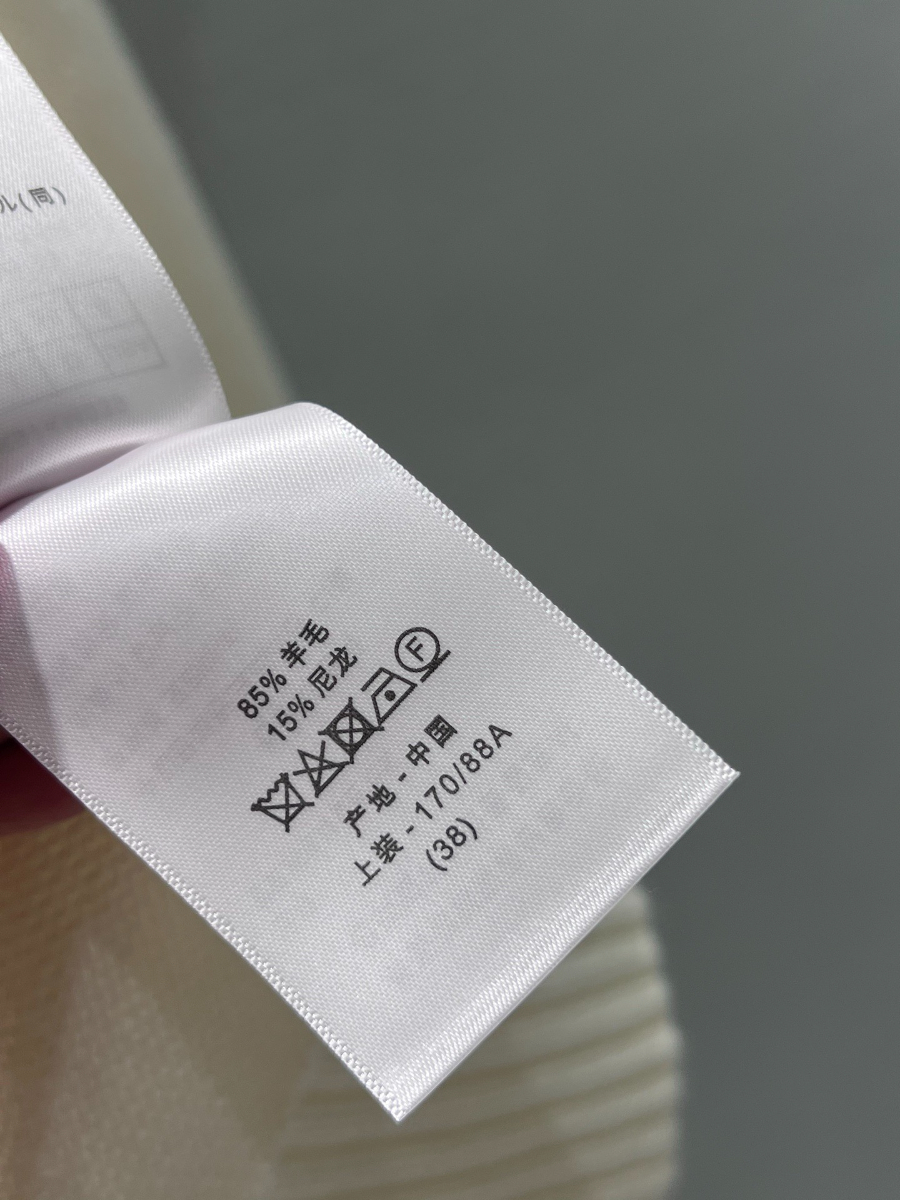 ル(同)
85% 羊毛
15% 尼龙
F
产地 - 中国
上装 - 170/88A
(38)